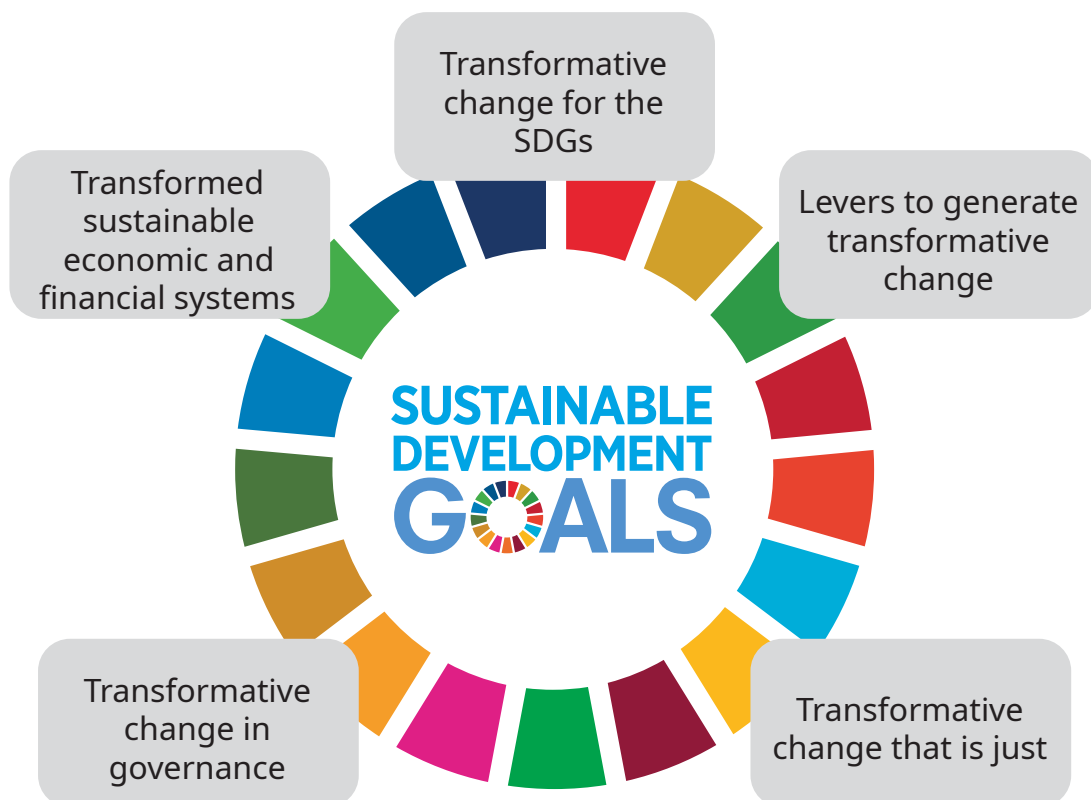 Transformative
change for the
SDGs
Transformed
sustainable
economic and
financial systems
Levers to generate
transformative
change
SUSTAINABLE
DEVELOPMENT
GOALS
Transformative
change in
governance
Transformative
change that is just